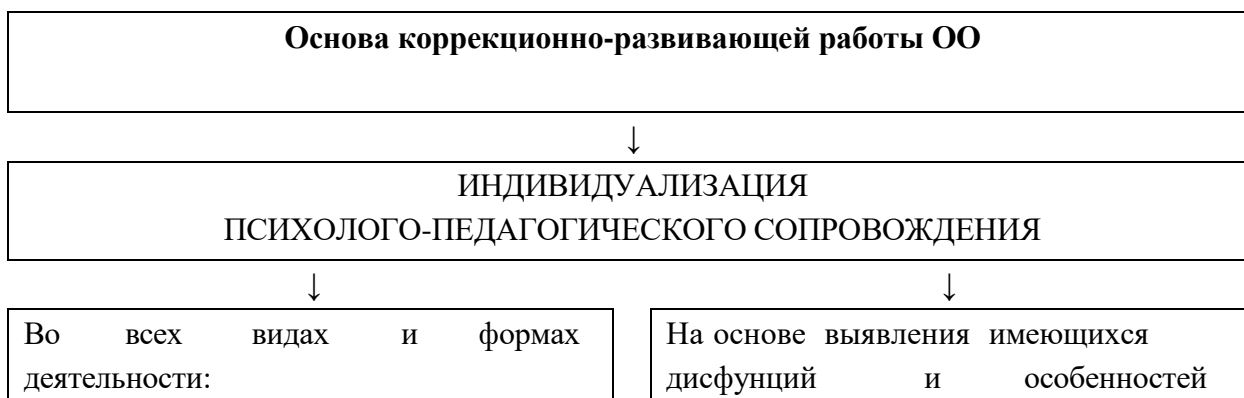 Основа коррекционно-развивающей работы ОО
↓
ИНДИВИДУАЛИЗАЦИЯ
ПСИХОЛОГО-ПЕДАГОГИЧЕСКОГО СОПРОВОЖДЕНИЯ
↓ ↓
Во всех видах и формах
деятельности:
На основе выявления имеющихся
дисфунций и особенностей